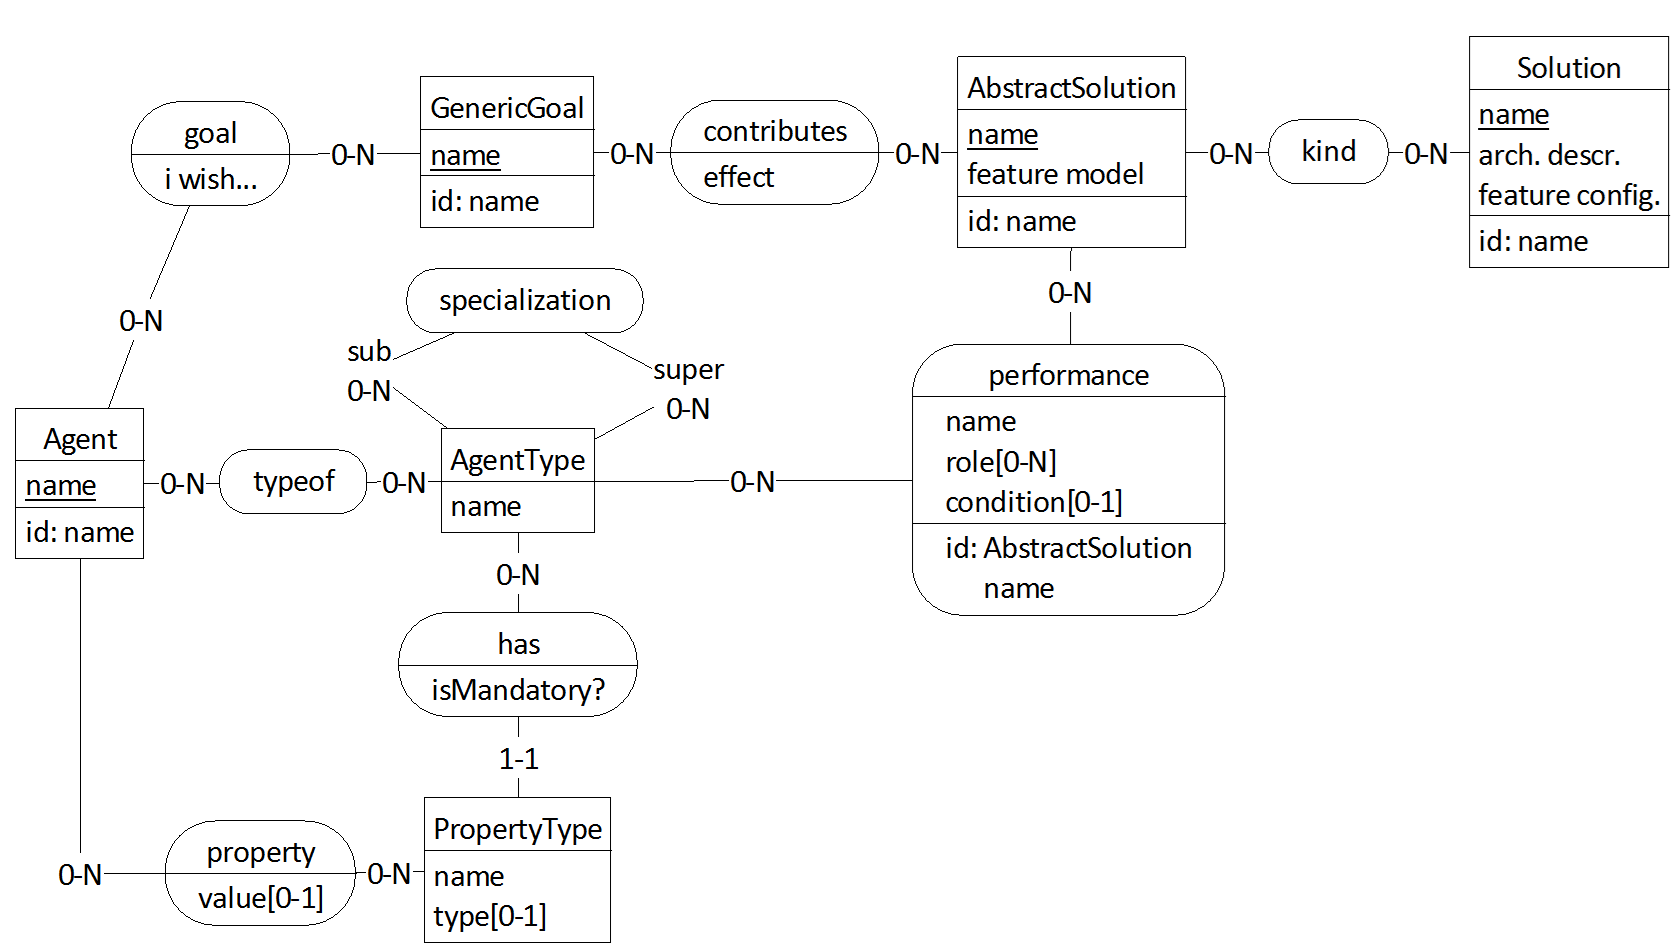 goal
i wish...
0-N
0-N
GenericGoal
name
id: name
0-N
contributes
effect
0-N
AbstractSolution
name
feature model
id: name
0-N
kind
0-N
Solution
name
arch. descr.
feature config.
id: name
specialization
sub
0-N
super
0-N
Agent
name
id: name
0-N
typeof
0-N
AgentType
name
0-N
0-N
performance
name
role[0-N]
condition[0-1]
id: AbstractSolution
name
0-N
has
isMandatory?
1-1
0-N
property
value[0-1]
0-N
PropertyType
name
type[0-1]